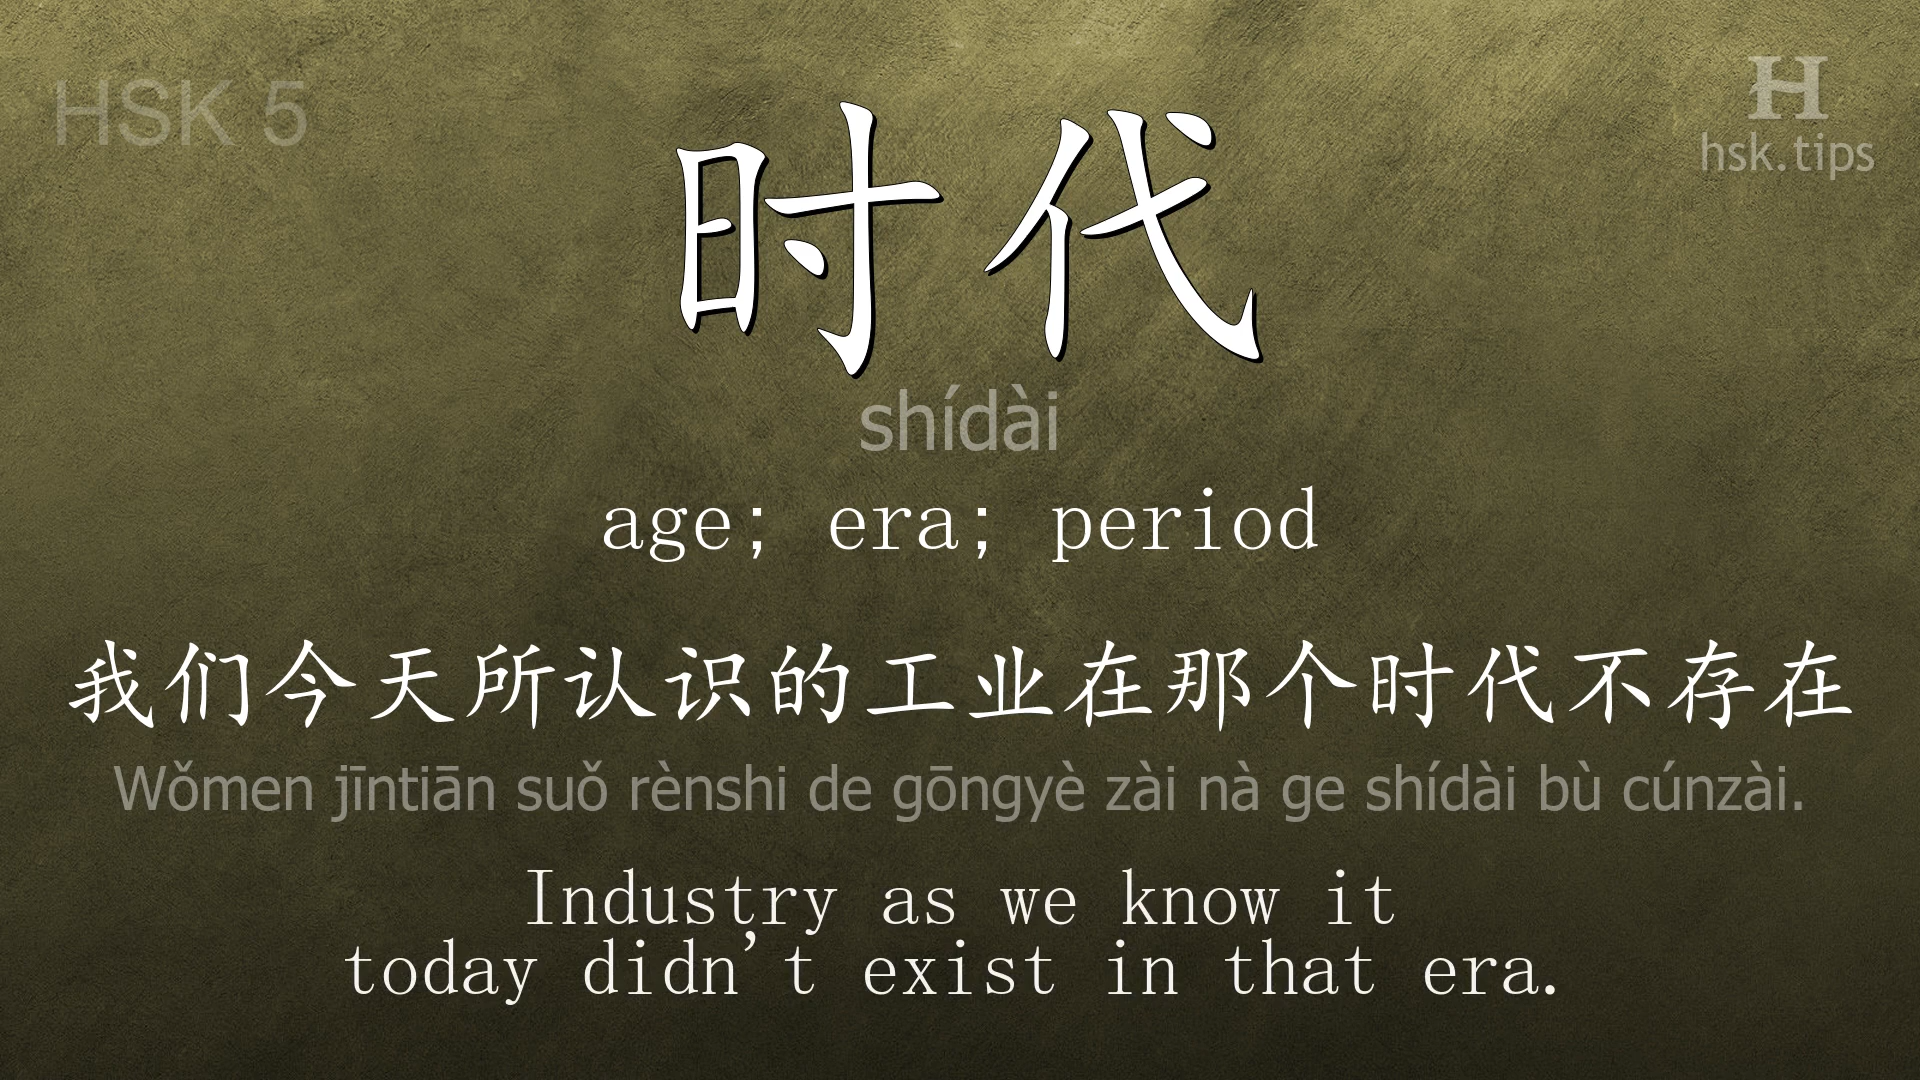 HSK 5
H
hsk.tips
时代
shídài
age; era; period
我们今天所认识的工业在那个时代不存在
Wǒmen jīntiān suǒ rènshi de gōngyè zài nà ge shídài bù cúnzài.
Industry as we know it
today didn't exist in that era.